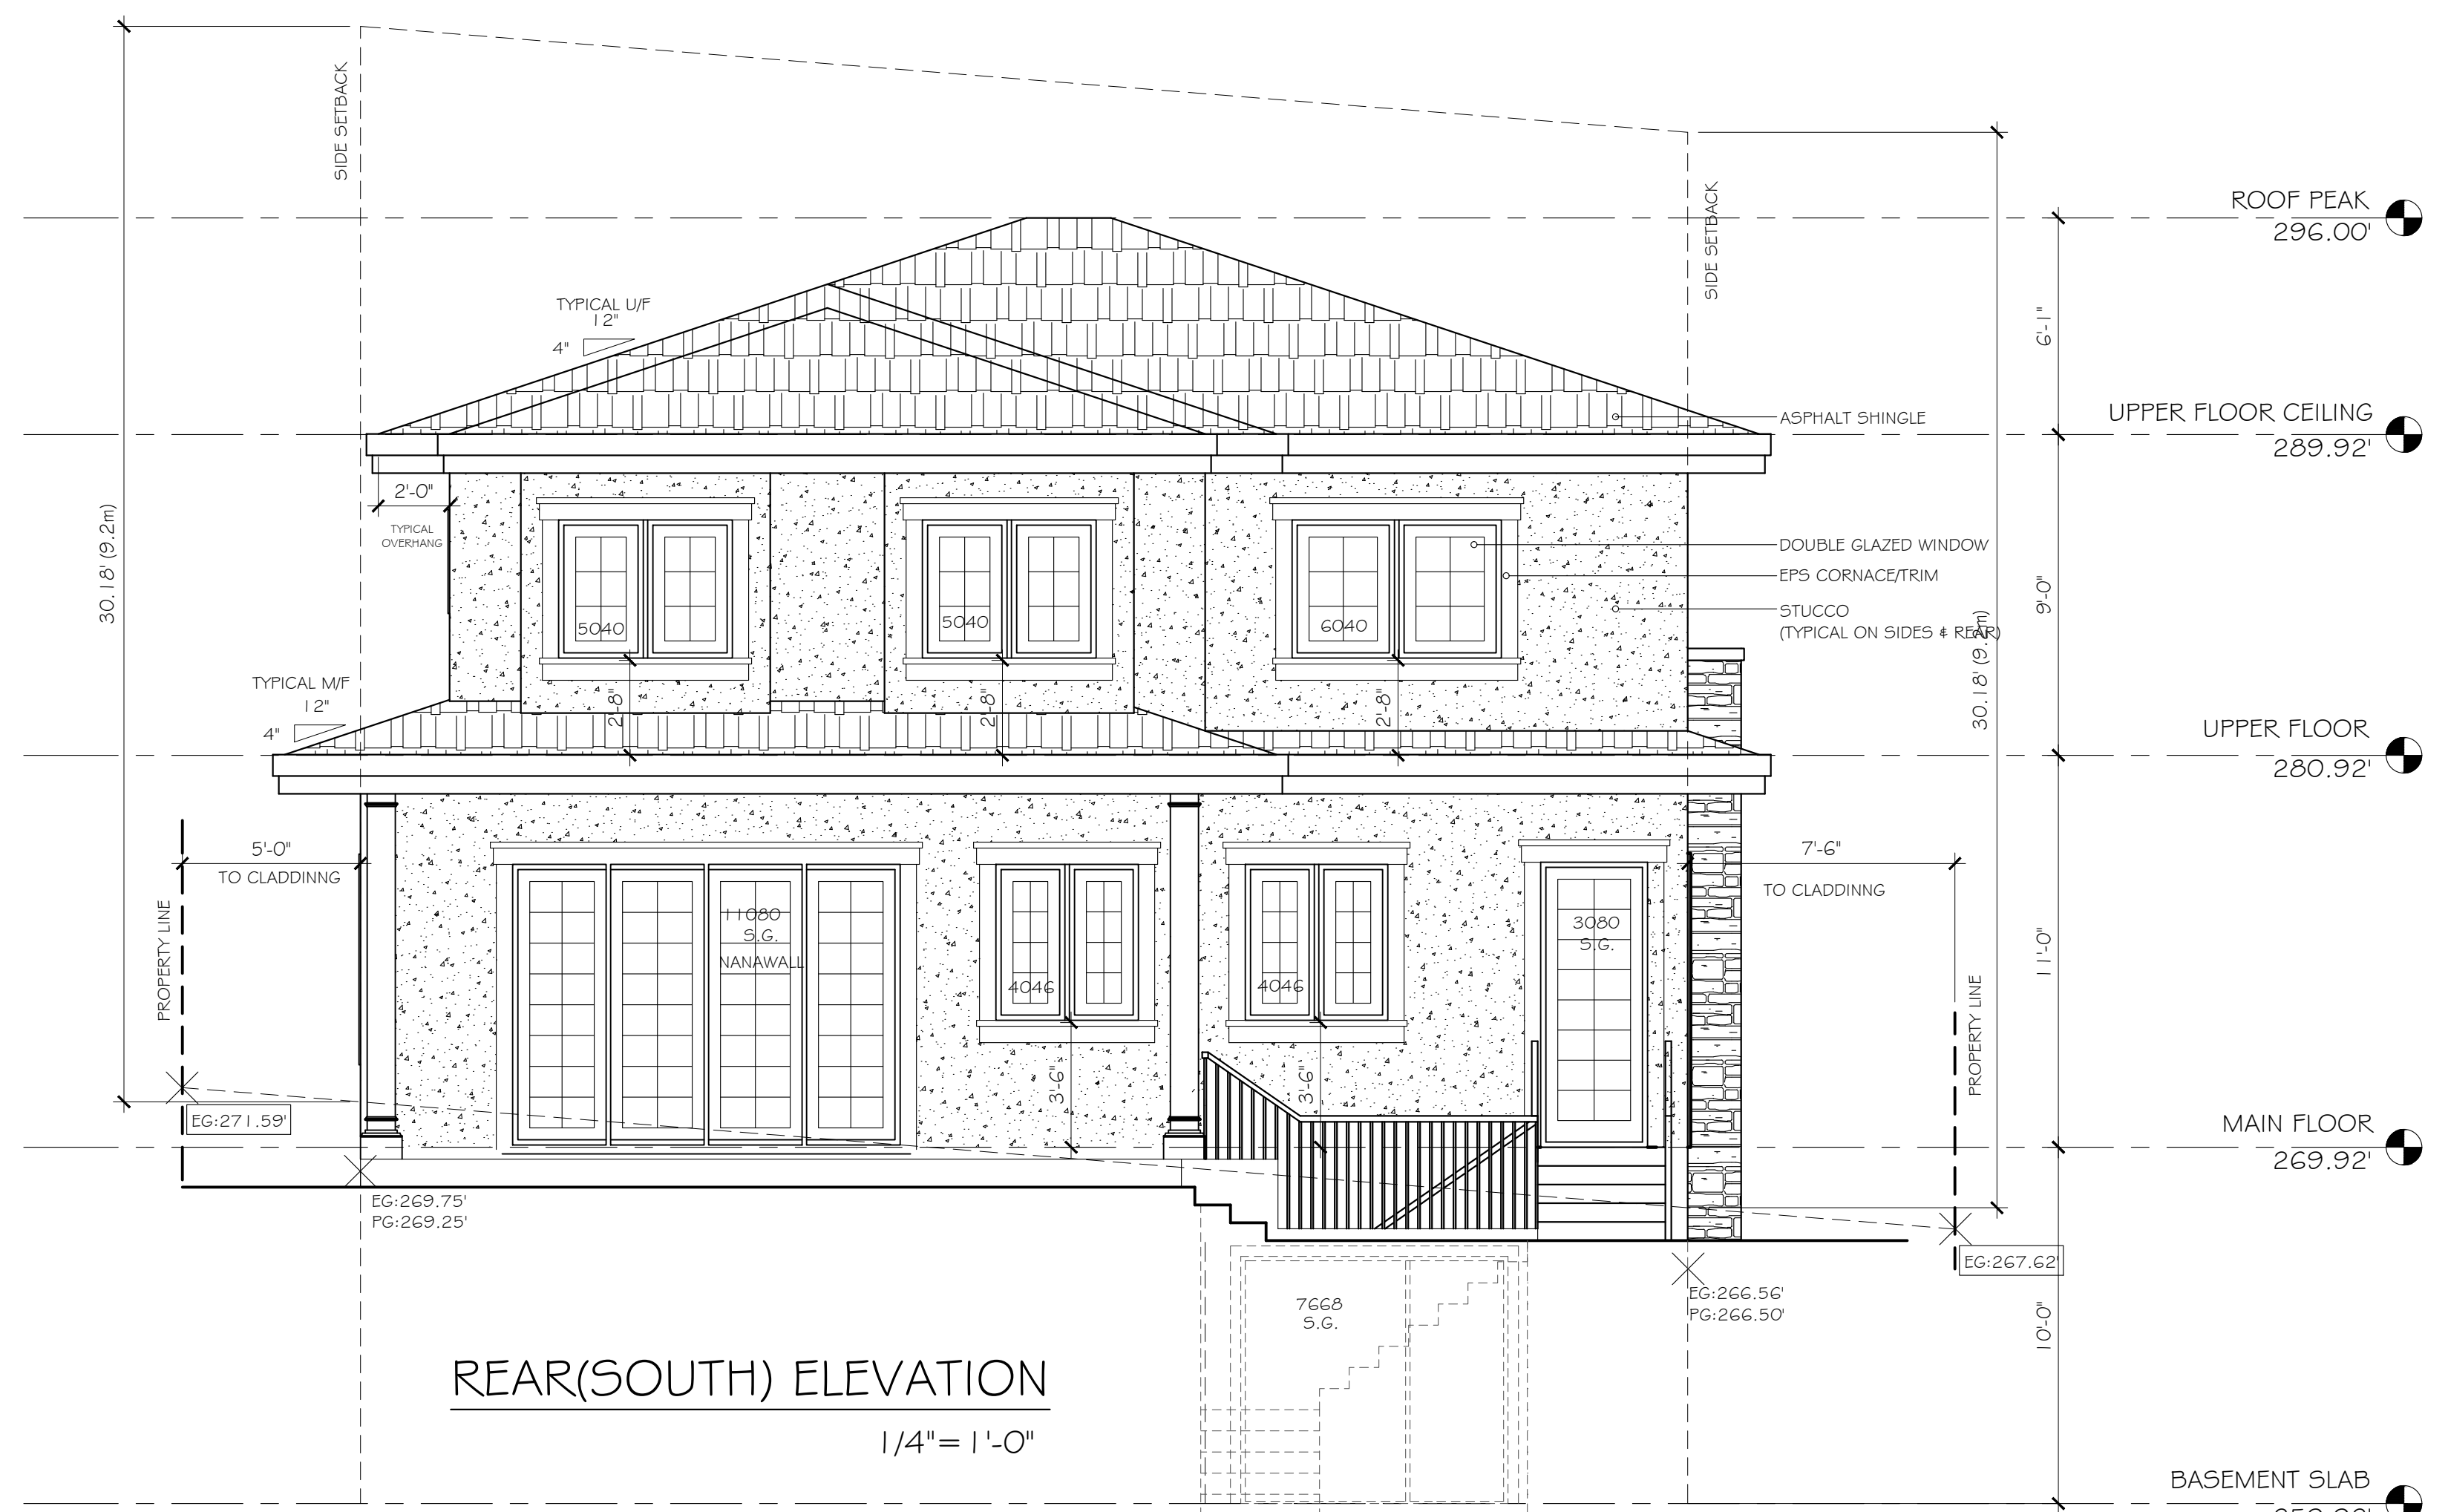 SIDE SETBACK
SIDE SETBACK
ROOF PEAK
296.00'
TYPICAL U/F
12"
4"
6'-1"
ASPHALT SHINGLE
UPPER FLOOR CEILING
289.92'
2'-0"
TYPICAL
OVERHANG
30.18' (9.2m)
DOUBLE GLAZED WINDOW
EPS CORNACE/TRIM
STUCCO
(TYPICAL ON SIDES & REAR)
9'-0"
5040
5040
6040
30.18' (9.2m)
TYPICAL M/F
12"
4"
2'-8"
2'-8"
2'-8"
UPPER FLOOR
280.92'
5'-0"
TO CLADDINNG
7'-6"
TO CLADDINNG
PROPERTY LINE
11080
S.G.
NANAWALL
4046
4046
3080
S.G.
11'-0"
PROPERTY LINE
3'-6"
3'-6"
EG:271.59'
MAIN FLOOR
269.92'
EG:269.75'
PG:269.25'
EG:267.62'
EG:266.56'
PG:266.50'
7668
S.G.
10'-0"
REAR(SOUTH) ELEVATION
1/4"= 1'-0"
BASEMENT SLAB